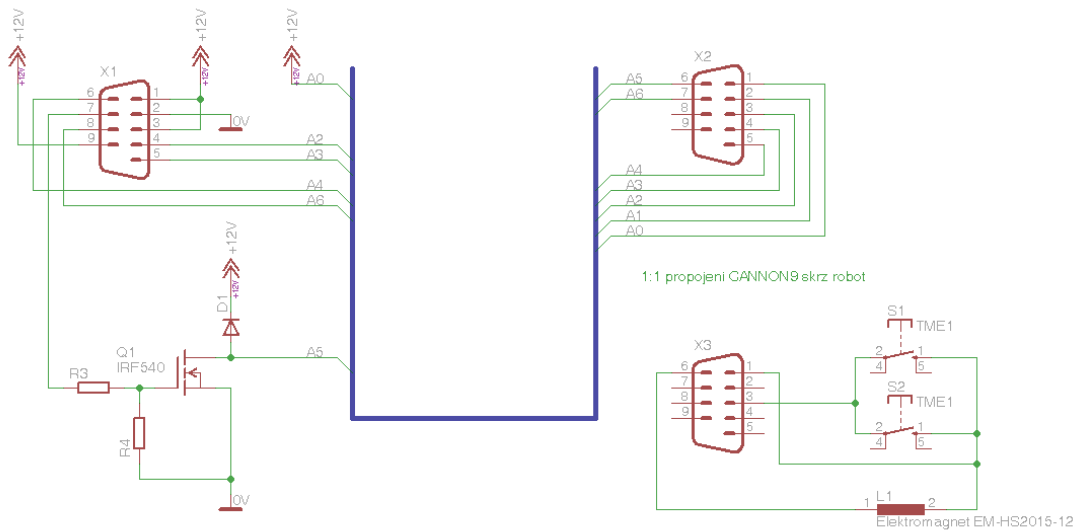 +12V
+12V
+12V
+12V
+12V
+12V
X1
6
7
8
9
1
2
3
4
5
0V
A0
A2
A3
A4
A6
X2
6
7
8
9
1
2
3
4
5
A5
A6
A4
A3
A2
A1
A0
1:1 propojeni CANNON9 skrz robot
+12V
+12V
D1
A5
Q1
IRF540
R3
R4
0V
X3
6
7
8
9
1
2
3
4
5
S1
TME1
2
1
4
5
S2
TME1
2
1
4
5
1
L1
2
Elektromagnet EM-HS2015-12